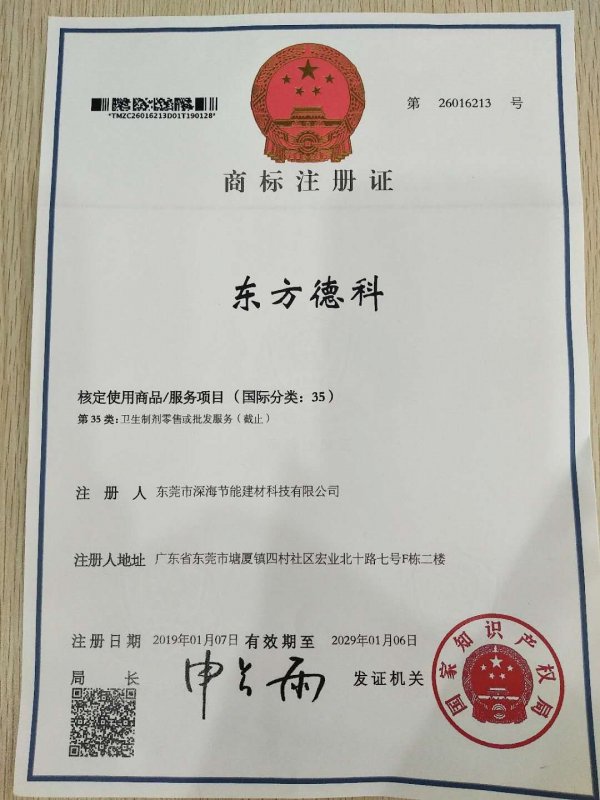 第 26016213 号
*TMZC26016213D01T190128*
商标注册证
东方德科
核定使用商品/服务项目（国际分类：35）
第 35 类：卫生制剂零售或批发服务（截止）
注 册 人 东莞市深海节能建材科技有限公司
注册人地址 广东省东莞市塘厦镇四村社区宏业北十路七号F栋二楼
注册日期 2019年01月07日 有效期至 2029年01月06日
局 长 申长雨 发证机关
国家知识产权局